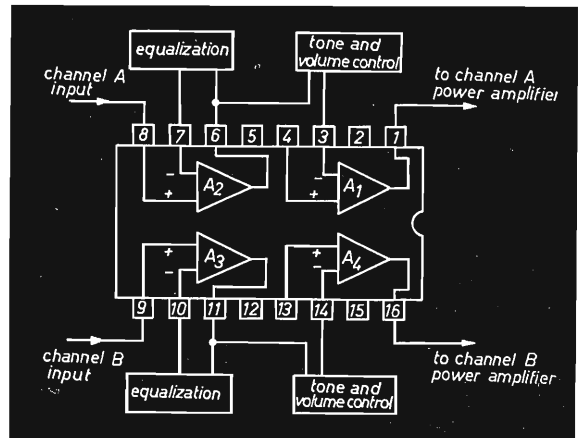 equalization
tone and
volume control
channel A
input
to channel A
power amplifier
8 7 6 5 4 3 2 1
- A2 +
- A1 +
+ A3 -
+ A4 -
9 10 11 12 13 14 15 16
channel B
input
equalization
tone and
volume control
to channel B
power amplifier